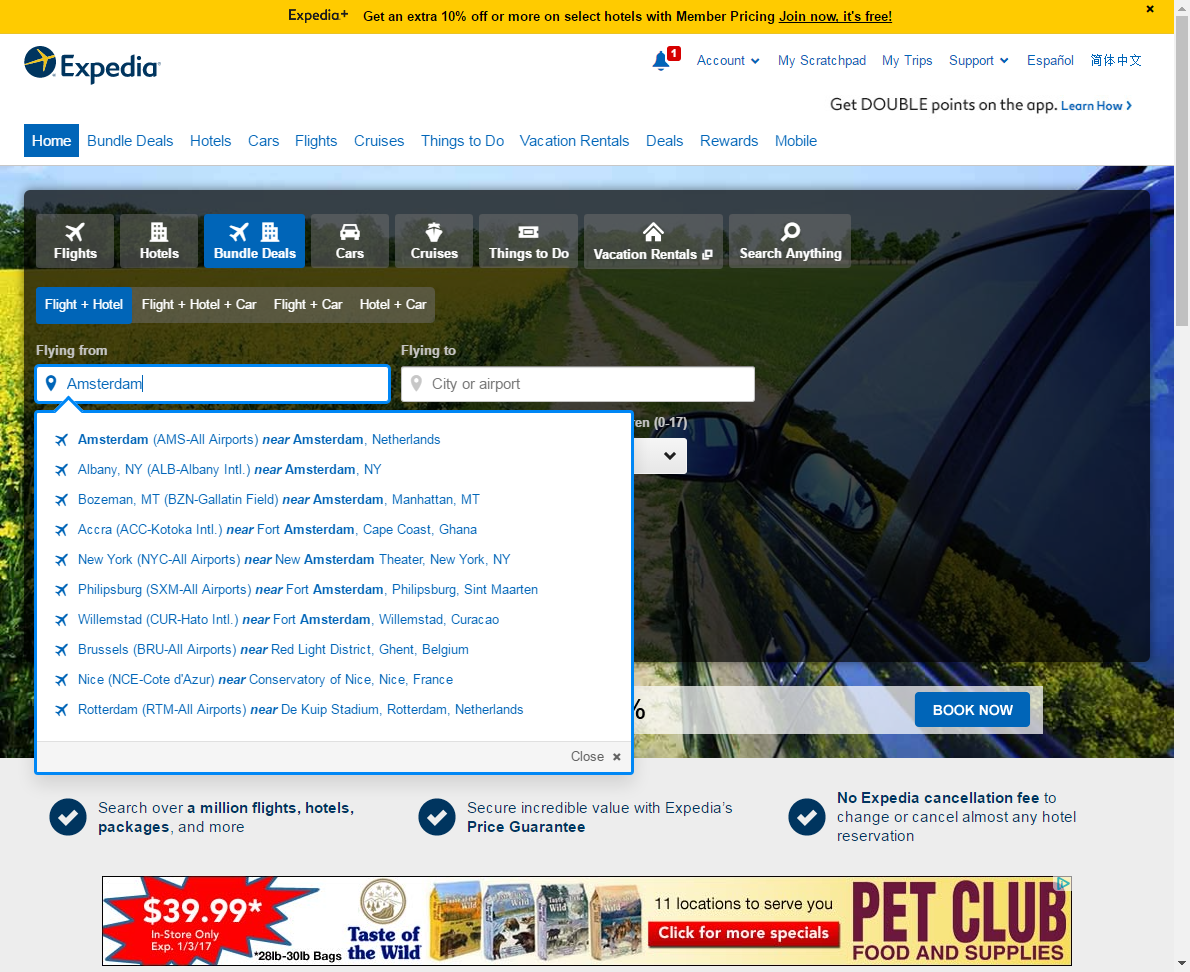 Expedia+ Get an extra 10% off or more on select hotels with Member Pricing Join now, it's free!
Expedia
1
Account My Scratchpad My Trips Support Español 简体中文
Get DOUBLE points on the app. Learn How
Home Bundle Deals Hotels Cars Flights Cruises Things to Do Vacation Rentals Deals Rewards Mobile
Flights Hotels Bundle Deals Cars Cruises Things to Do Vacation Rentals Search Anything
Flight + Hotel Flight + Hotel + Car Flight + Car Hotel + Car
Flying from Flying to
Amsterdam City or airport
ren (0-17)
Amsterdam (AMS-All Airports) near Amsterdam, Netherlands
Albany, NY (ALB-Albany Intl.) near Amsterdam, NY
Bozeman, MT (BZN-Gallatin Field) near Amsterdam, Manhattan, MT
Accra (ACC-Kotoka Intl.) near Fort Amsterdam, Cape Coast, Ghana
New York (NYC-All Airports) near New Amsterdam Theater, New York, NY
Philipsburg (SXM-All Airports) near Fort Amsterdam, Philipsburg, Sint Maarten
Willemstad (CUR-Hato Intl.) near Fort Amsterdam, Willemstad, Curacao
Brussels (BRU-All Airports) near Red Light District, Ghent, Belgium
Nice (NCE-Cote d'Azur) near Conservatory of Nice, Nice, France
Rotterdam (RTM-All Airports) near De Kuip Stadium, Rotterdam, Netherlands
% BOOK NOW
Close
Search over a million flights, hotels,
packages, and more
Secure incredible value with Expedia's
Price Guarantee
No Expedia cancellation fee to
change or cancel almost any hotel
reservation
$39.99*
In-Store Only
Exp. 1/3/17
*28lb-30lb Bags
Taste of
the Wild
11 locations to serve you
Click for more specials
PET CLUB
FOOD AND SUPPLIES